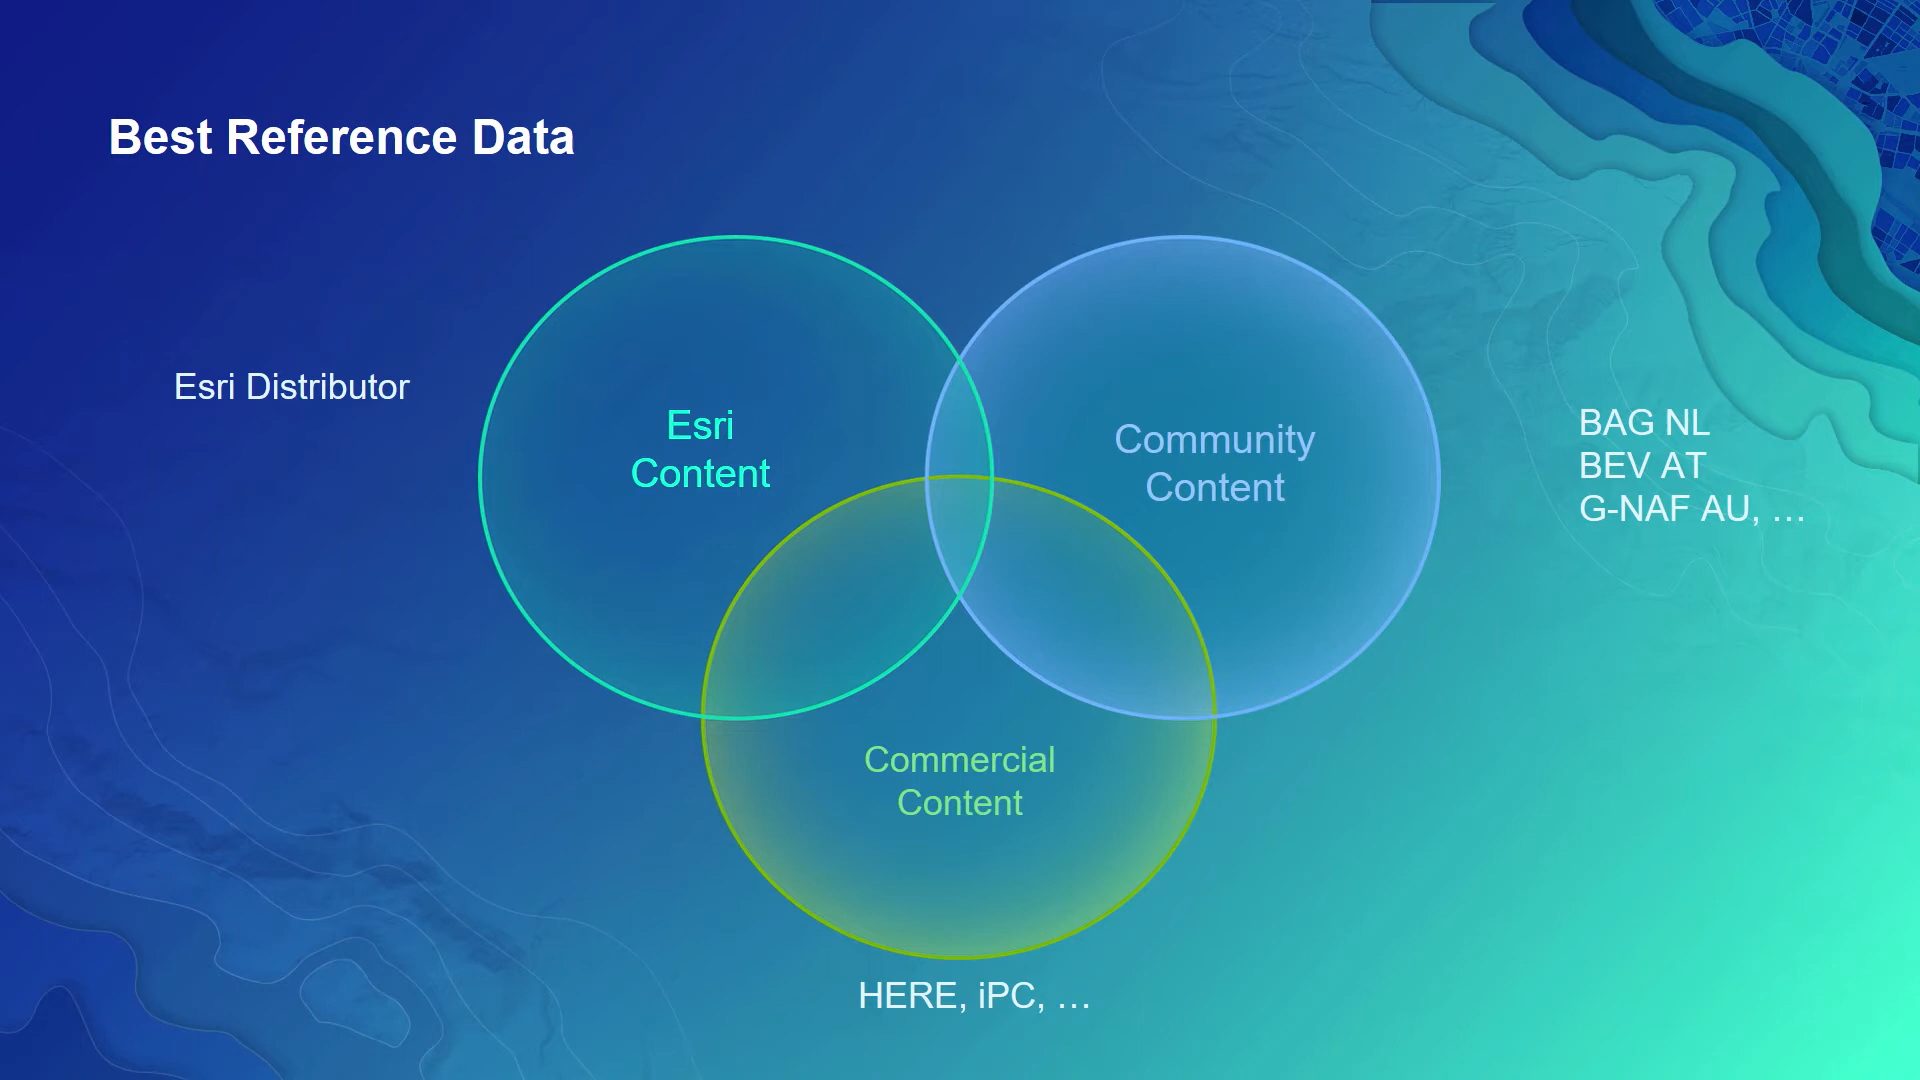 Best Reference Data
Esri Distributor
Esri
Content
Community
Content
BAG NL
BEV AT
G-NAF AU, …
Commercial
Content
HERE, iPC, …